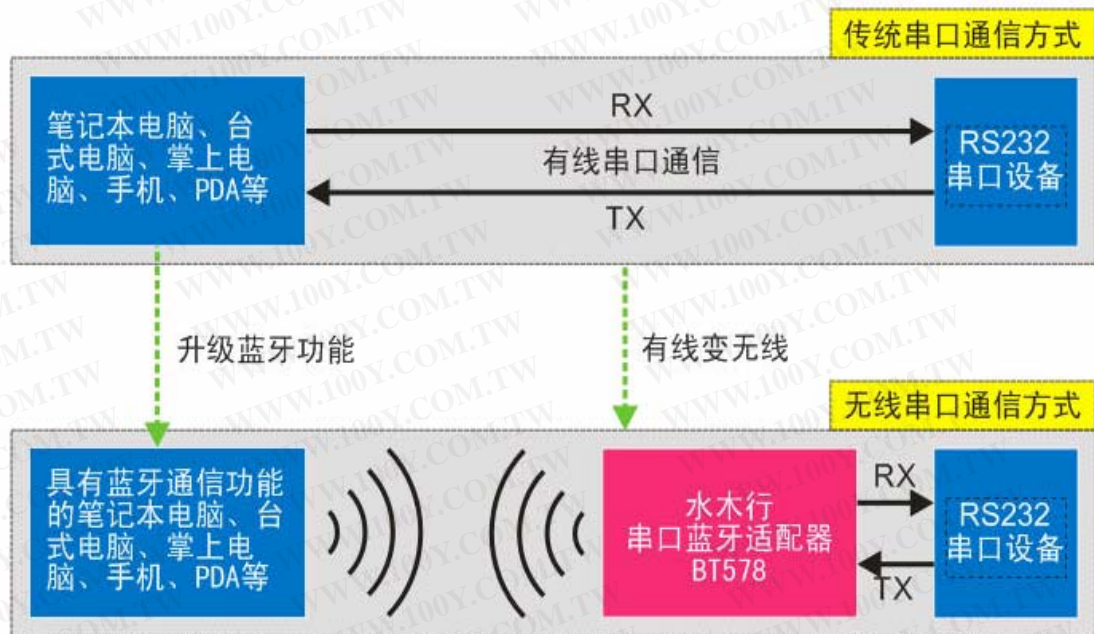 传统串口通信方式
笔记本电脑、台
式电脑、掌上电
脑、手机、PDA等
RX
有线串口通信
TX
RS232
串口设备
升级蓝牙功能
有线变无线
无线串口通信方式
具有蓝牙通信功能
的笔记本电脑、台
式电脑、掌上电
脑、手机、PDA等
水木行
串口蓝牙适配器
BT578
RX
TX
RS232
串口设备
WWW.100Y.COM.TW